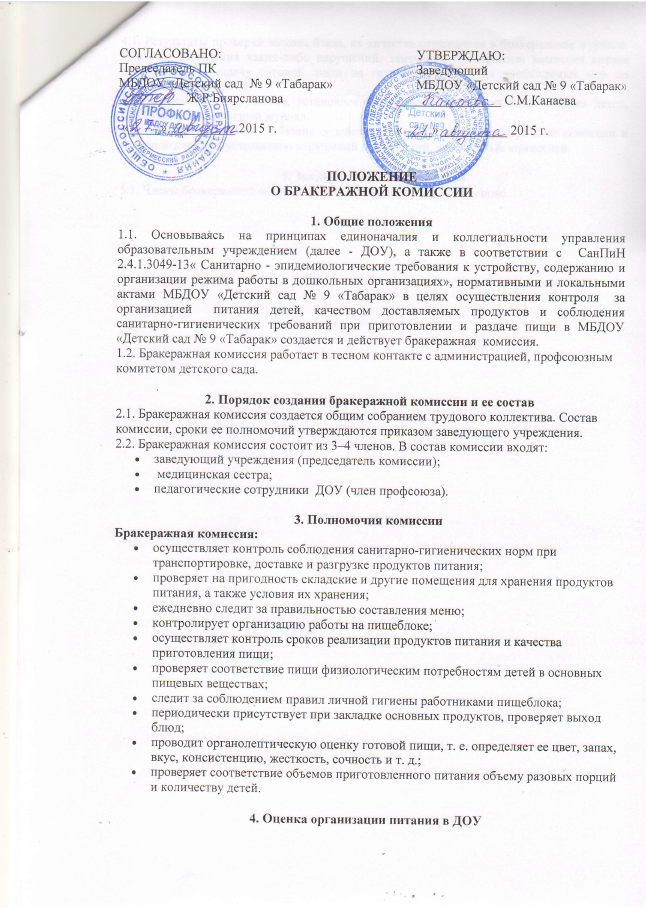 СОГЛАСОВАНО:
Председатель ПК
МБДОУ «Детский сад № 9 «Табарак»
Ж.Р.Биярсланова
августа 2015 г.
УТВЕРЖДАЮ:
Заведующий
МБДОУ «Детский сад № 9 «Табарак»
Канаева С.М.Канаева
« 27 » августа 2015 г.
ПРОФКОМ
Детский
сад №9
ПОЛОЖЕНИЕ
О БРАКЕРАЖНОЙ КОМИССИИ
1. Общие положения
1.1. Основываясь на принципах единоначалия и коллегиальности управления
образовательным учреждением (далее - ДОУ), а также в соответствии с СанПиН
2.4.1.3049-13« Санитарно - эпидемиологические требования к устройству, содержанию и
организации режима работы в дошкольных организациях», нормативными и локальными
актами МБДОУ «Детский сад № 9 «Табарак» в целях осуществления контроля за
организацией питания детей, качеством доставляемых продуктов и соблюдения
санитарно-гигиенических требований при приготовлении и раздаче пищи в МБДОУ
«Детский сад № 9 «Табарак» создается и действует бракеражная комиссия.
1.2. Бракеражная комиссия работает в тесном контакте с администрацией, профсоюзным
комитетом детского сада.
2. Порядок создания бракеражной комиссии и ее состав
2.1. Бракеражная комиссия создается общим собранием трудового коллектива. Состав
комиссии, сроки ее полномочий утверждаются приказом заведующего учреждения.
2.2. Бракеражная комиссия состоит из 3–4 членов. В состав комиссии входят:
• заведующий учреждения (председатель комиссии);
• медицинская сестра;
• педагогические сотрудники ДОУ (член профсоюза).
3. Полномочия комиссии
Бракеражная комиссия:
• осуществляет контроль соблюдения санитарно-гигиенических норм при
транспортировке, доставке и разгрузке продуктов питания;
• проверяет на пригодность складские и другие помещения для хранения продуктов
питания, а также условия их хранения;
• ежедневно следит за правильностью составления меню;
• контролирует организацию работы на пищеблоке;
• осуществляет контроль сроков реализации продуктов питания и качества
приготовления пищи;
• проверяет соответствие пищи физиологическим потребностям детей в основных
пищевых веществах;
• следит за соблюдением правил личной гигиены работниками пищеблока;
• периодически присутствует при закладке основных продуктов, проверяет выход
блюд;
• проводит органолептическую оценку готовой пищи, т. е. определяет ее цвет, запах,
вкус, консистенцию, жесткость, сочность и т. д.;
• проверяет соответствие объемов приготовленного питания объему разовых порций
и количеству детей.
4. Оценка организации питания в ДОУ